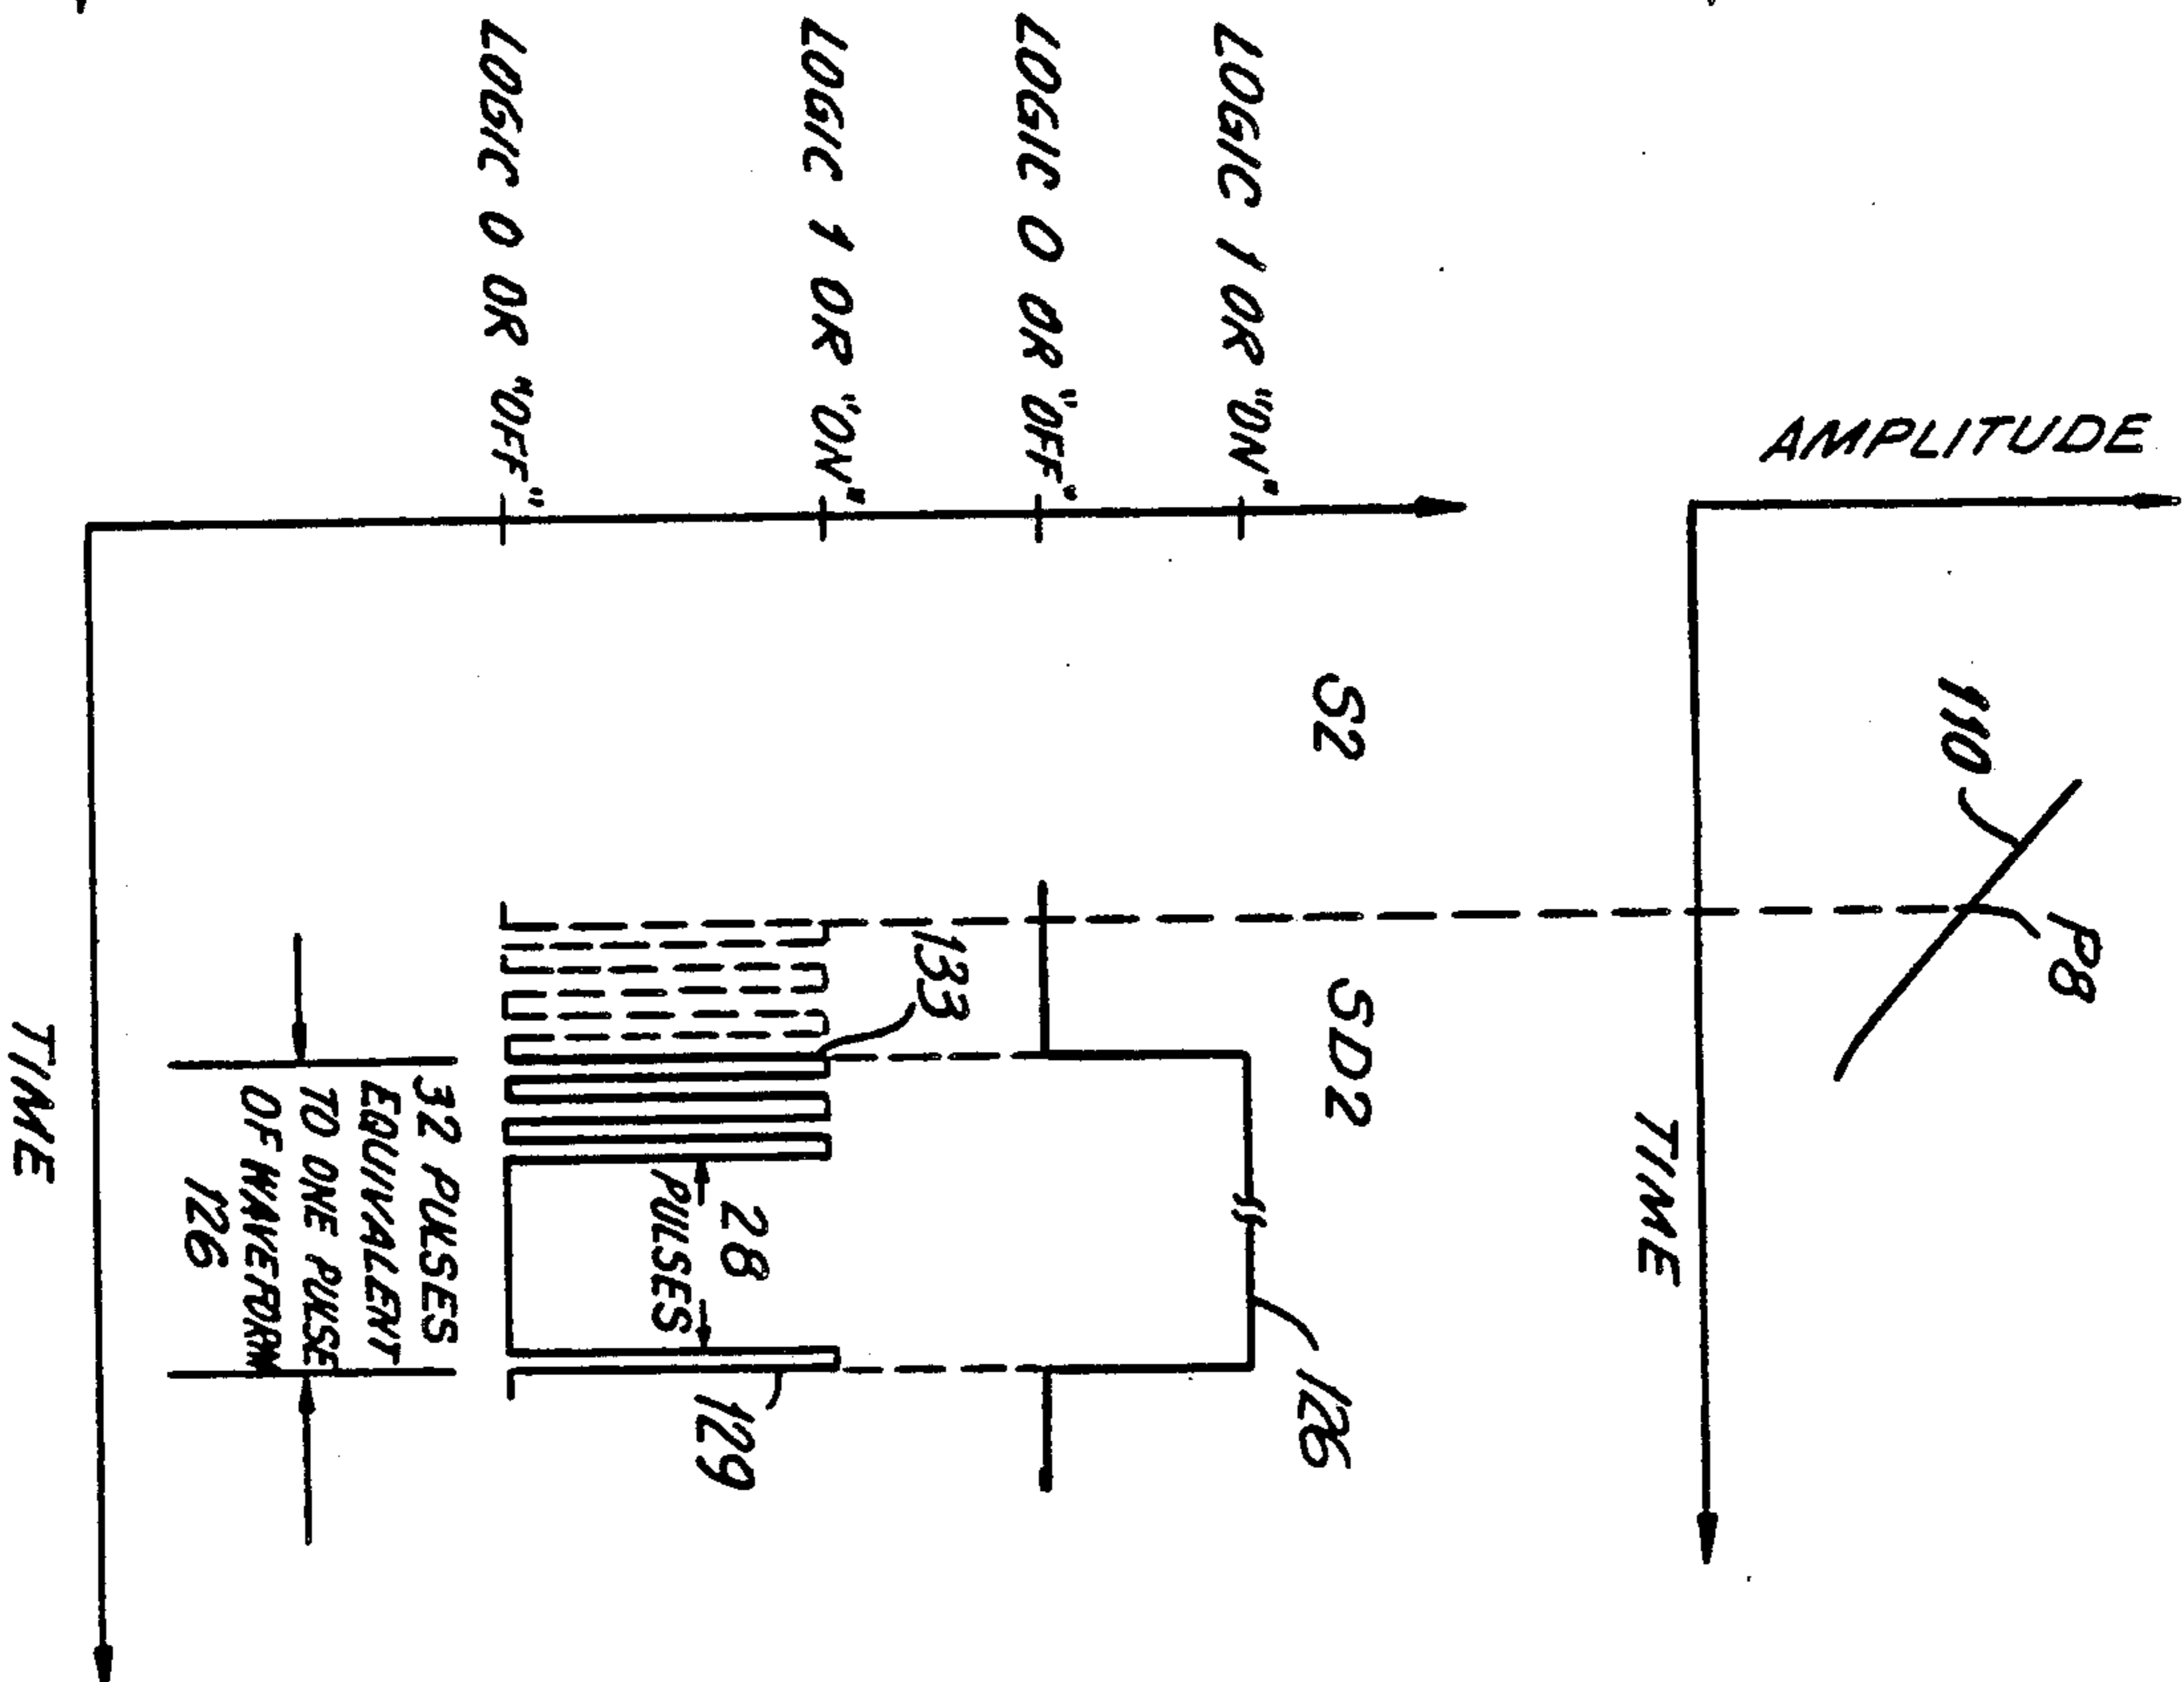 AMPLITUDE
110
P8
TIME
S2
SD2
126
LOGIC 1 OR "ON"
LOGIC 0 OR "OFF"
LOGIC 1 OR "ON"
LOGIC 0 OR "OFF"
133
28
PULSES
129
32 PULSES
EQUIVALENT
TO ONE PULSE
OF WAVEFORM
126
TIME